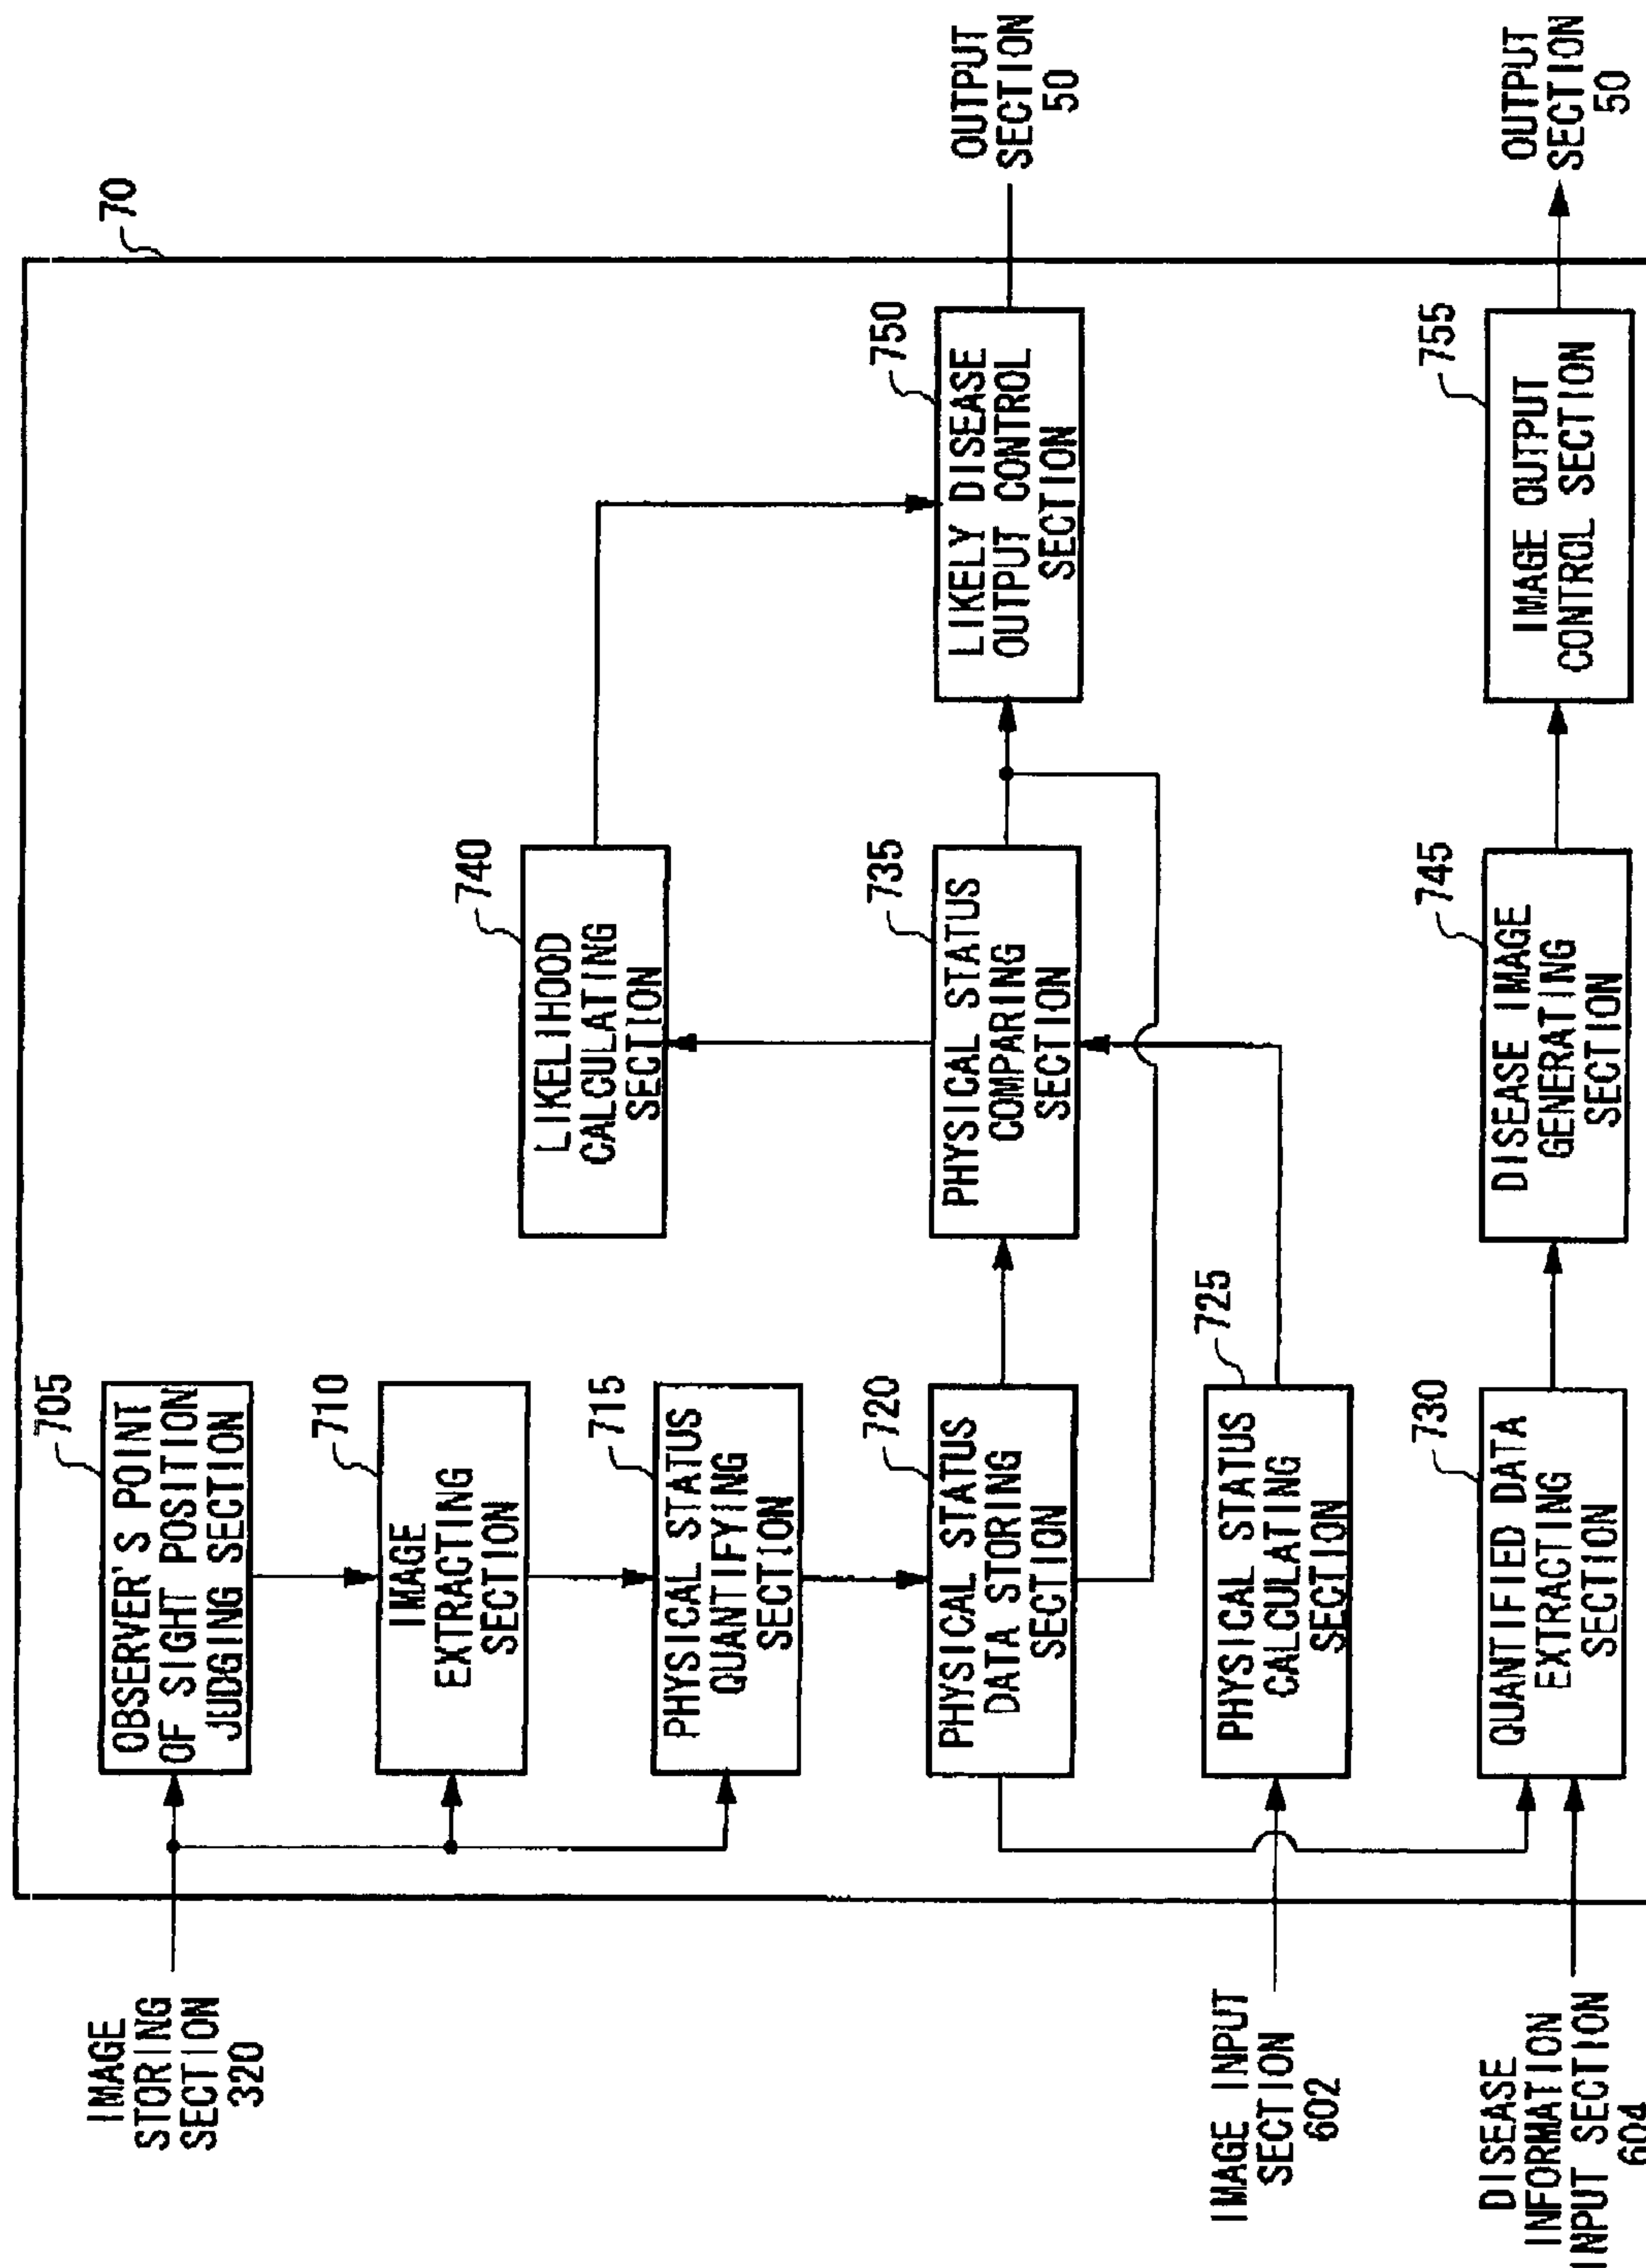 70
IMAGE
STORING
SECTION
320
705
OBSERVER'S POINT
OF SIGHT POSITION
JUDGING SECTION
710
IMAGE
EXTRACTING
SECTION
715
PHYSICAL STATUS
QUANTIFYING
SECTION
720
PHYSICAL STATUS
DATA STORING
SECTION
740
LIKELIHOOD
CALCULATING
SECTION
735
PHYSICAL STATUS
COMPARING
SECTION
750
LIKELY DISEASE
OUTPUT CONTROL
SECTION
OUTPUT
SECTION
50
IMAGE INPUT
SECTION
602
725
PHYSICAL STATUS
CALCULATING
SECTION
DISEASE
INFORMATION
INPUT SECTION
604
730
QUANTIFIED DATA
EXTRACTING
SECTION
745
DISEASE IMAGE
GENERATING
SECTION
755
IMAGE OUTPUT
CONTROL SECTION
OUTPUT
SECTION
50